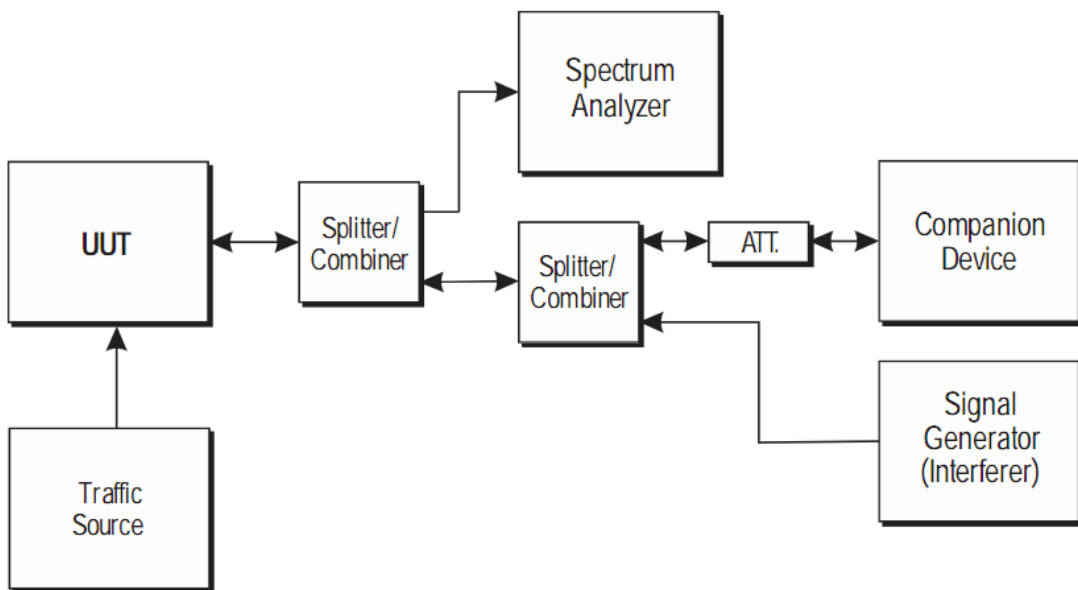 Spectrum
Analyzer
UUT
Splitter/
Combiner
Splitter/
Combiner
ATT.
Companion
Device
Traffic
Source
Signal
Generator
(Interferer)